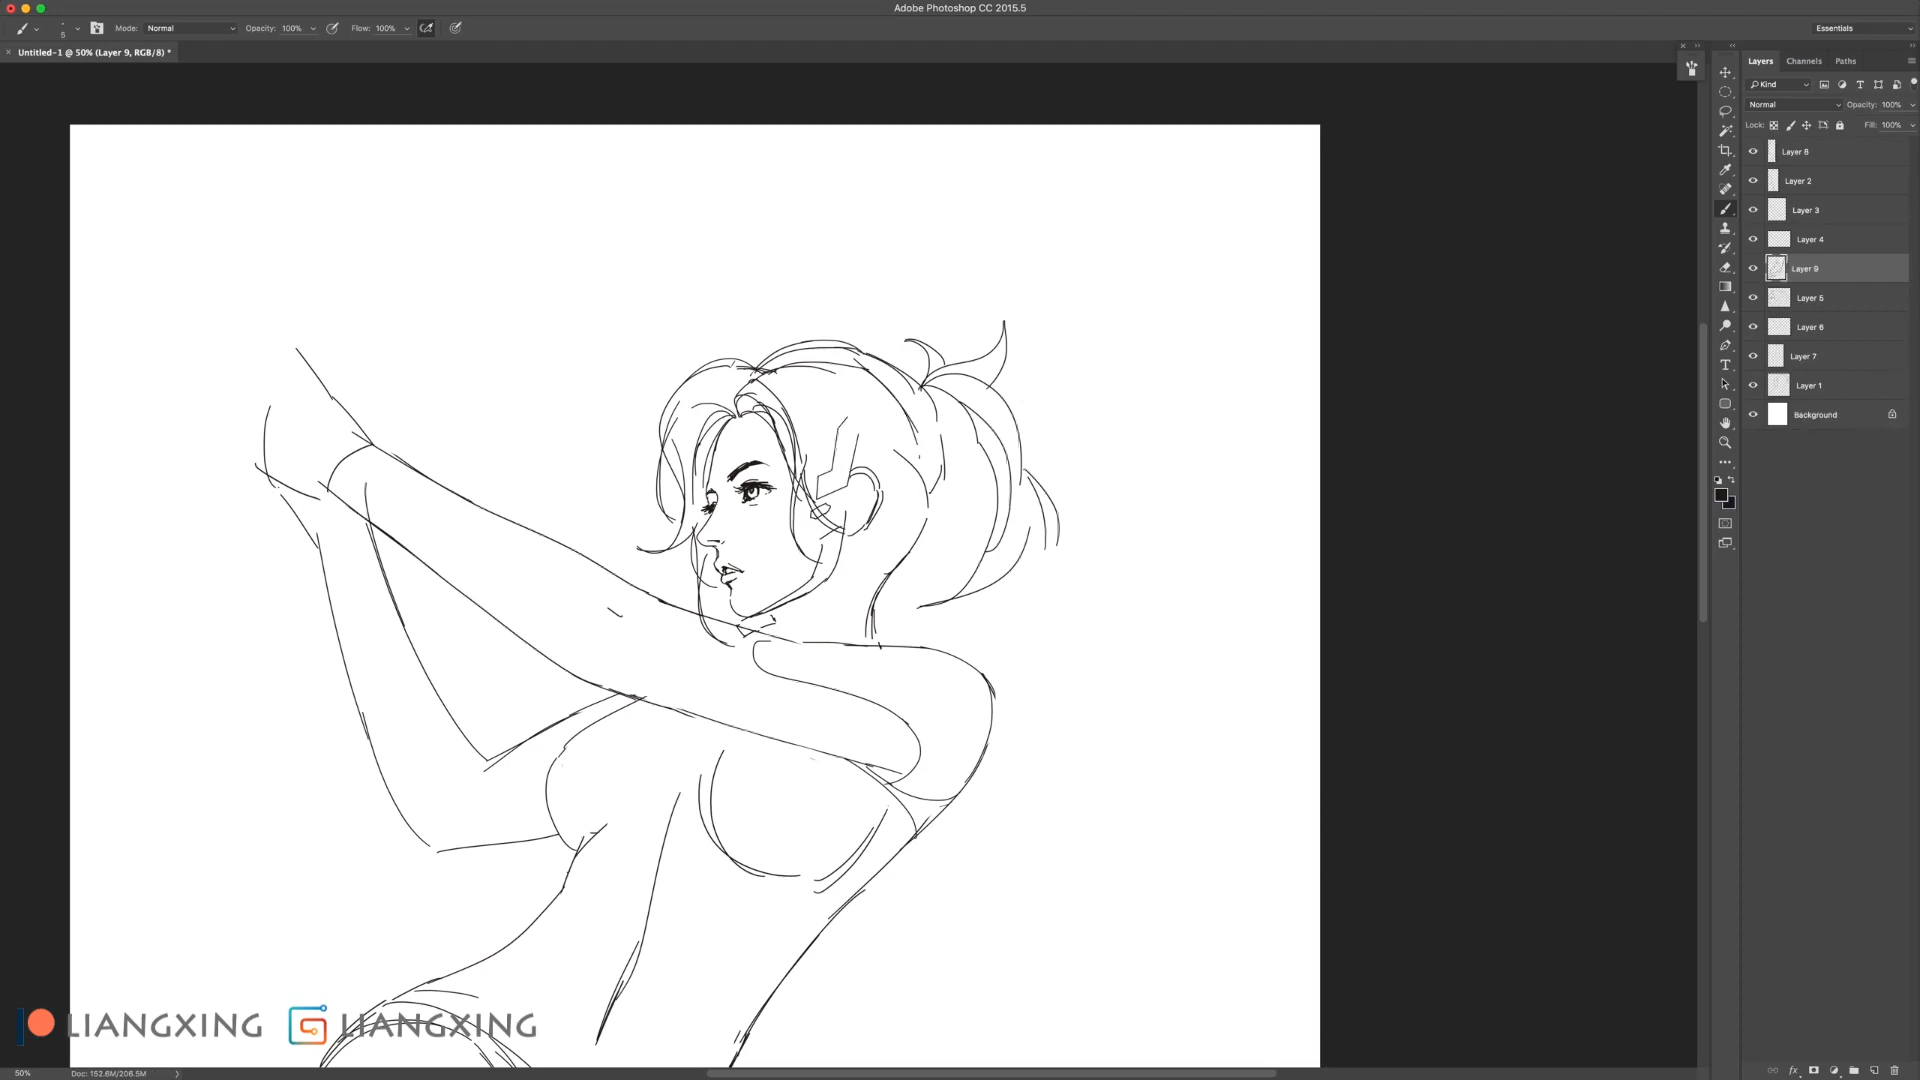 Adobe Photoshop CC 2015.5
5 Mode: Normal Opacity: 100% Flow: 100% Essentials
× Untitled-1 @ 50% (Layer 9, RGB/8) *
Layers Channels Paths
Kind
Normal Opacity: 100%
Lock: Fill: 100%
Layer 8
Layer 2
Layer 3
Layer 4
Layer 9
Layer 5
Layer 6
Layer 7
Layer 1
Background
LIANGXING LIANGXING
50% Doc: 152.6M/206.5M